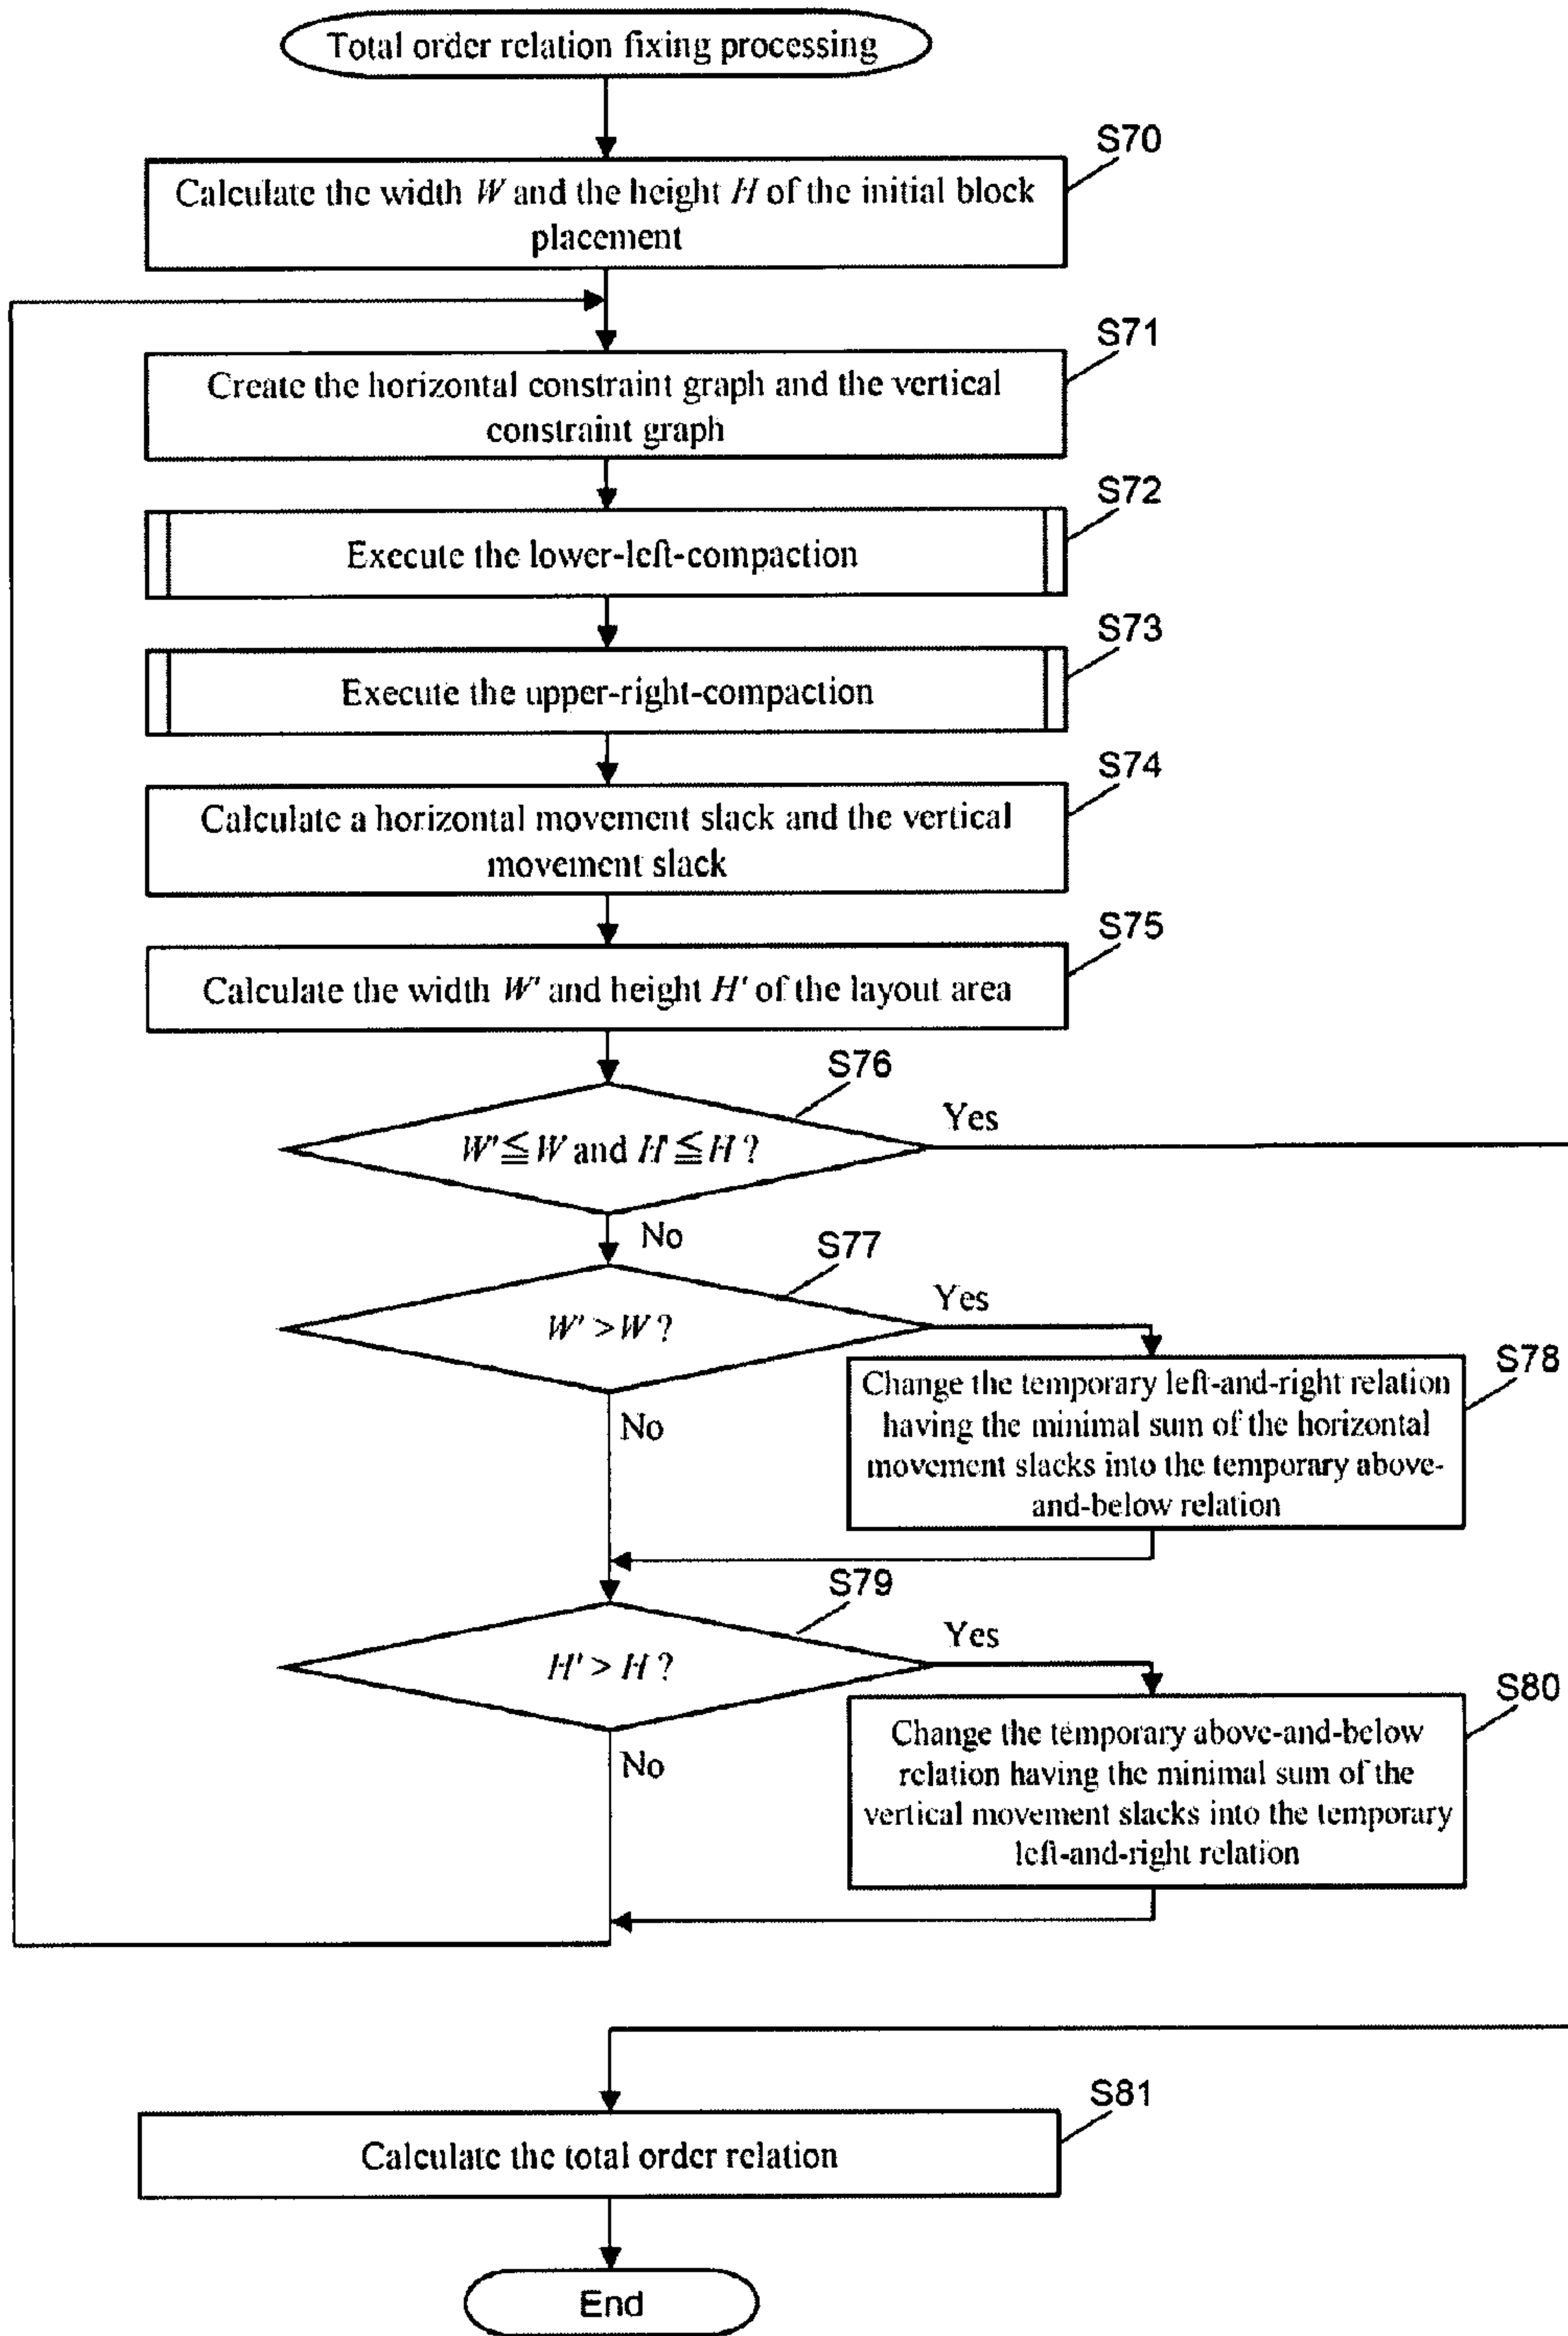 Total order relation fixing processing
S70
Calculate the width W and the height H of the initial block
placement
S71
Create the horizontal constraint graph and the vertical
constraint graph
S72
Execute the lower-left-compaction
S73
Execute the upper-right-compaction
S74
Calculate a horizontal movement slack and the vertical
movement slack
S75
Calculate the width W' and height H' of the layout area
S76
W'≦W and H'≦H ?
Yes
No
S77
W' > W ?
Yes
No
S78
Change the temporary left-and-right relation
having the minimal sum of the horizontal
movement slacks into the temporary above-
and-below relation
S79
H' > H ?
Yes
No
S80
Change the temporary above-and-below
relation having the minimal sum of the
vertical movement slacks into the temporary
left-and-right relation
S81
Calculate the total order relation
End